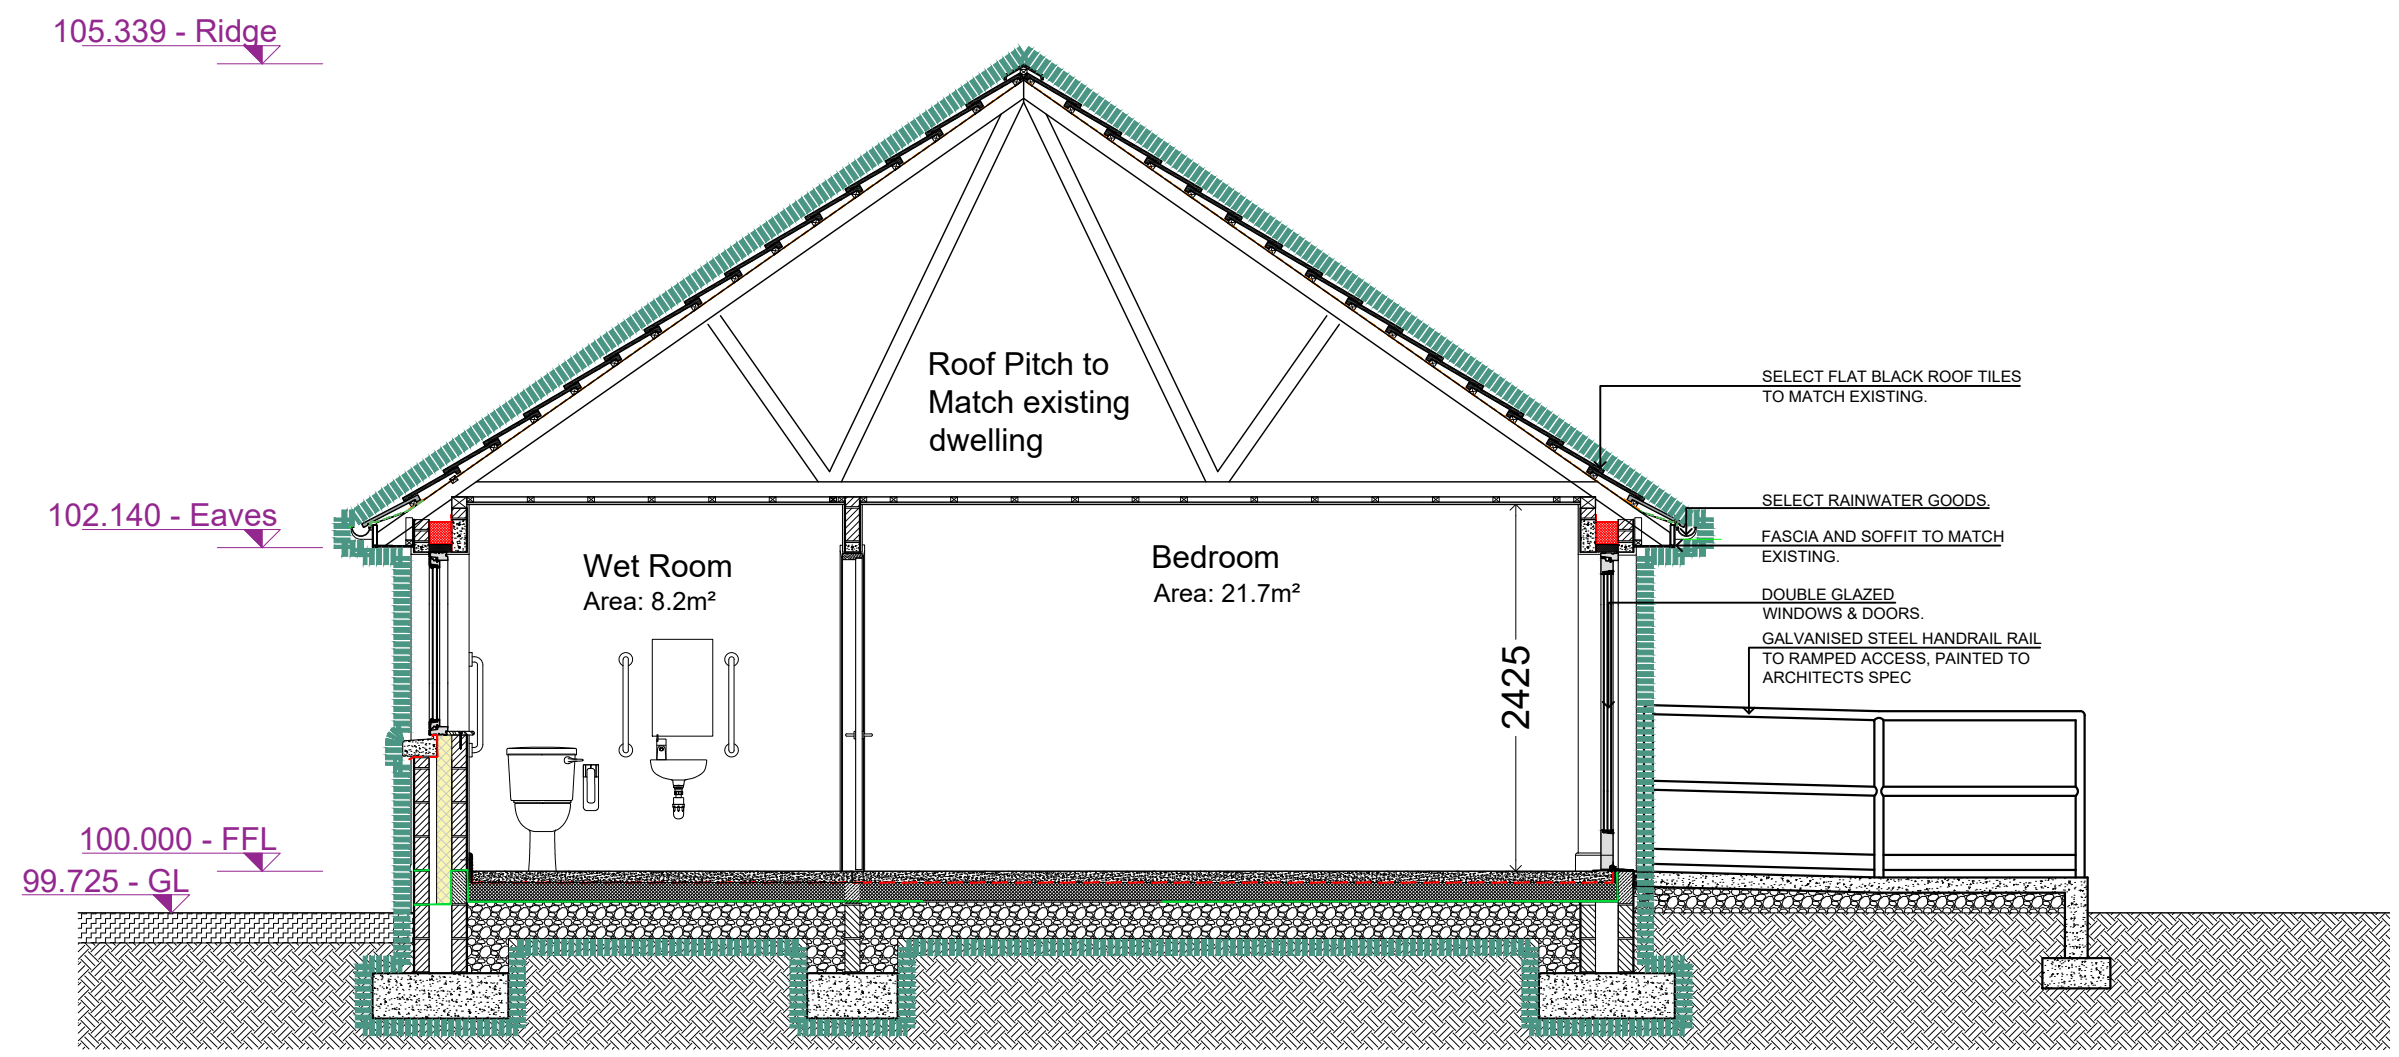 105.339 - Ridge
Roof Pitch to
Match existing
dwelling
SELECT FLAT BLACK ROOF TILES
TO MATCH EXISTING.
102.140 - Eaves
SELECT RAINWATER GOODS.
FASCIA AND SOFFIT TO MATCH
EXISTING.
Wet Room
Area: 8.2m²
Bedroom
Area: 21.7m²
DOUBLE GLAZED
WINDOWS & DOORS.
GALVANISED STEEL HANDRAIL RAIL
TO RAMPED ACCESS, PAINTED TO
ARCHITECTS SPEC
2425
100.000 - FFL
99.725 - GL